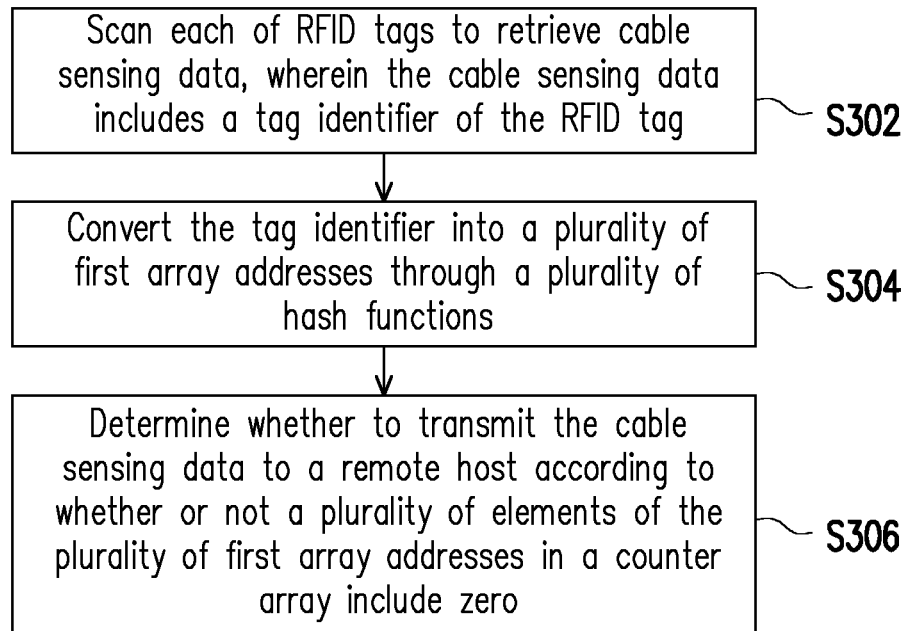 Scan each of RFID tags to retrieve cable
sensing data, wherein the cable sensing data
includes a tag identifier of the RFID tag
S302
Convert the tag identifier into a plurality of
first array addresses through a plurality of
hash functions
S304
Determine whether to transmit the cable
sensing data to a remote host according to
whether or not a plurality of elements of the
plurality of first array addresses in a counter
array include zero
S306